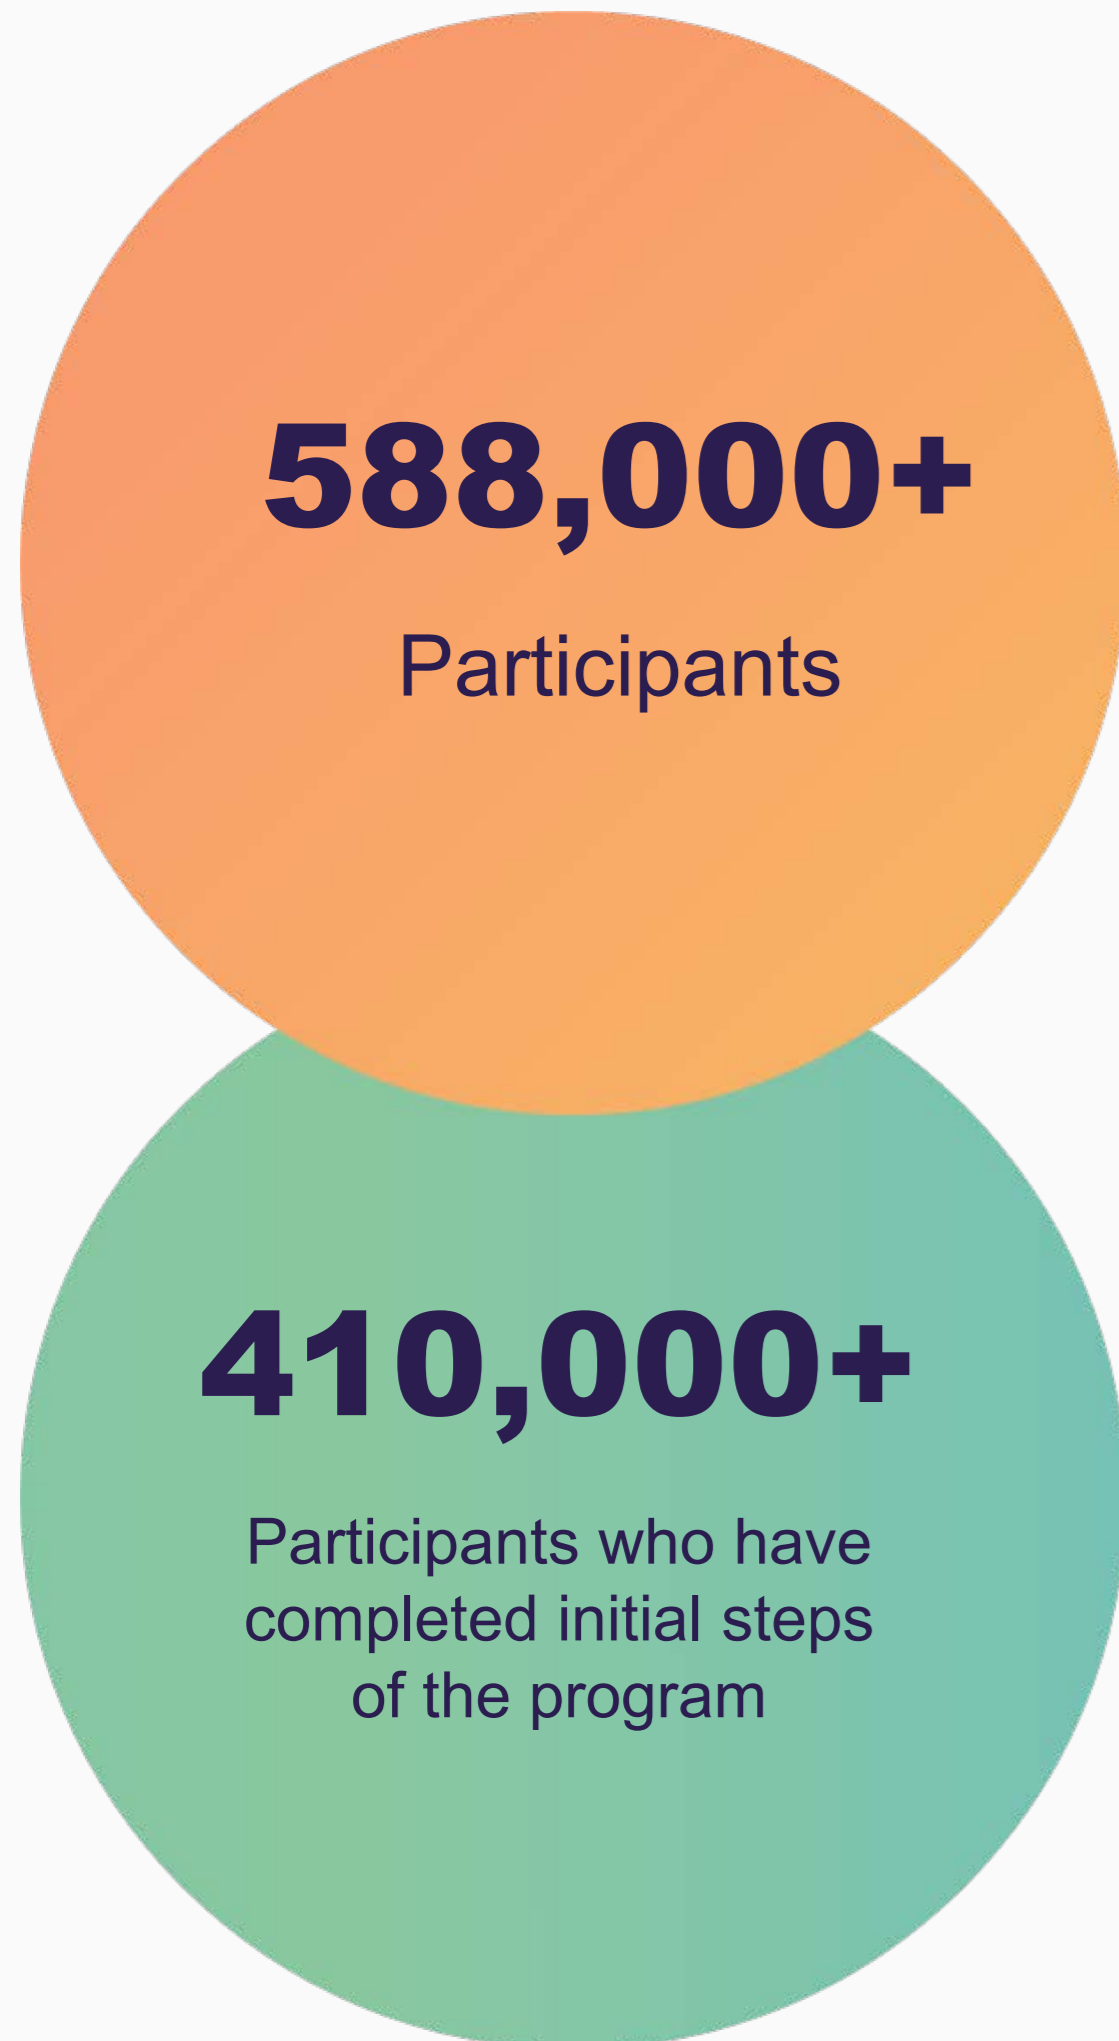 588,000+
Participants
410,000+
Participants who have
completed initial steps
of the program